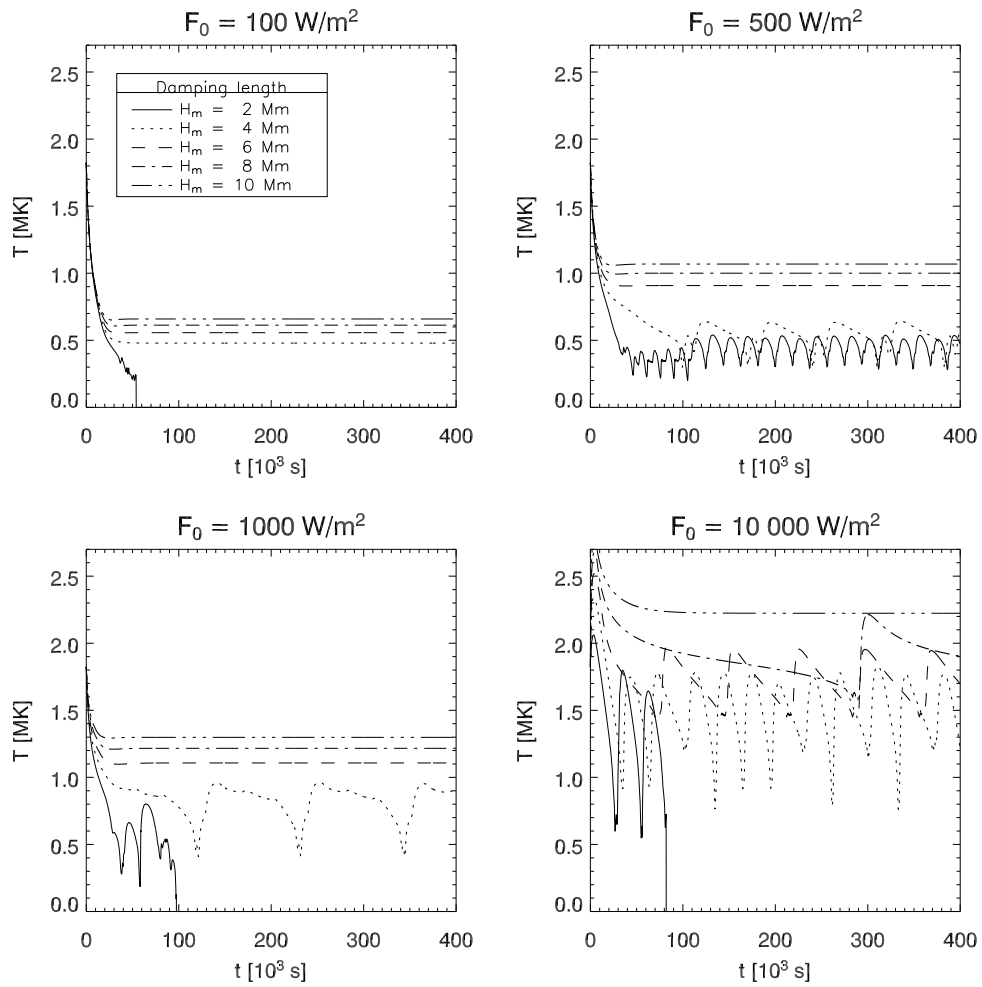 F₀ = 100 W/m²
2.5
2.0
1.5
1.0
0.5
0.0
T [MK]
Damping length
Hₘ = 2 Mm
Hₘ = 4 Mm
Hₘ = 6 Mm
Hₘ = 8 Mm
Hₘ = 10 Mm
0 100 200 300 400
t [10³ s]
F₀ = 500 W/m²
2.5
2.0
1.5
1.0
0.5
0.0
T [MK]
0 100 200 300 400
t [10³ s]
F₀ = 1000 W/m²
2.5
2.0
1.5
1.0
0.5
0.0
T [MK]
0 100 200 300 400
t [10³ s]
F₀ = 10 000 W/m²
2.5
2.0
1.5
1.0
0.5
0.0
T [MK]
0 100 200 300 400
t [10³ s]